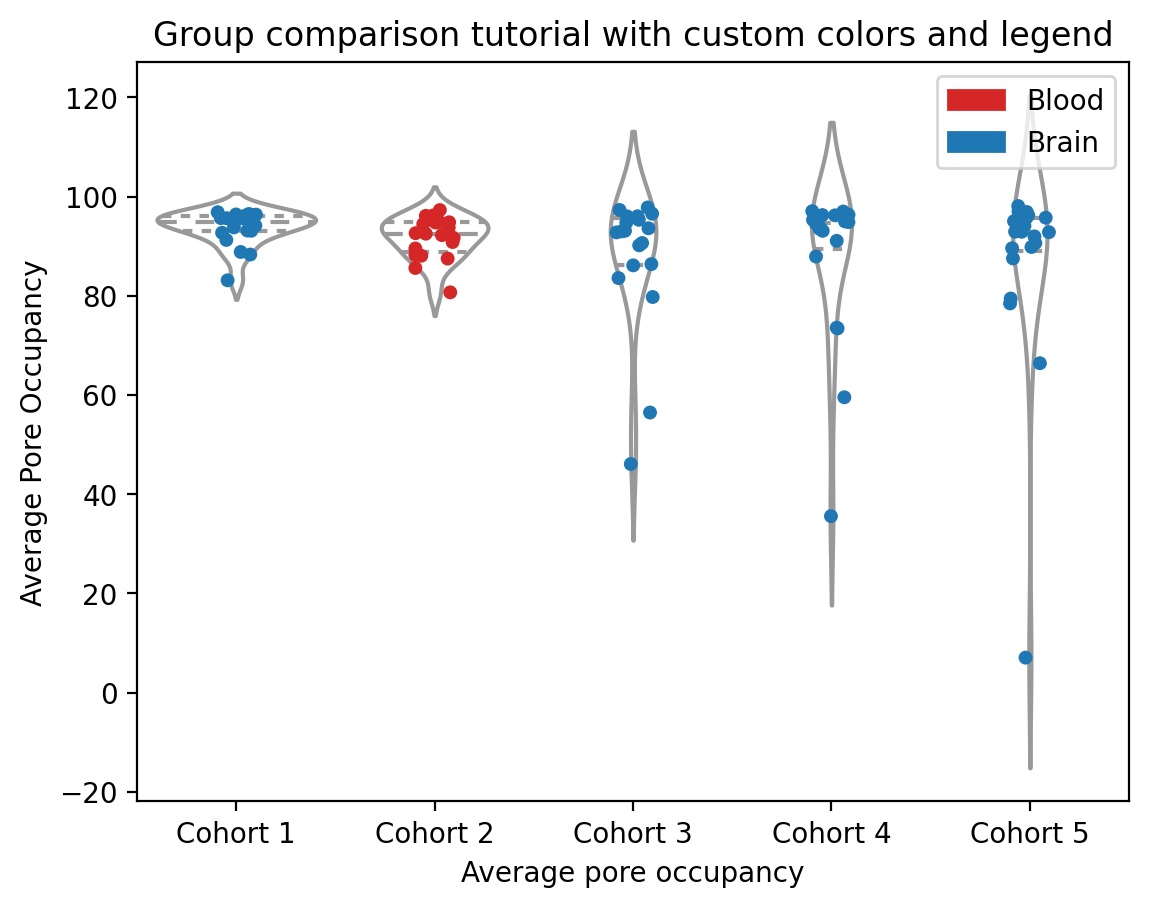 Group comparison tutorial with custom colors and legend
Blood
Brain
Average Pore Occupancy
120
100
80
60
40
20
0
−20
Cohort 1
Cohort 2
Cohort 3
Cohort 4
Cohort 5
Average pore occupancy